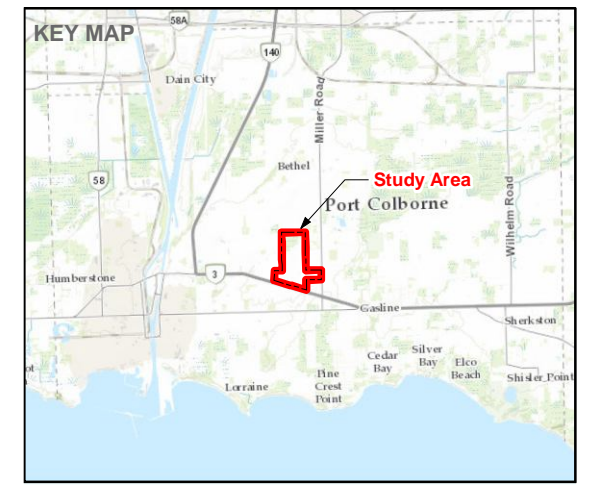 KEY MAP
58A
140
Dain City
Miller Road
Bethel
58
Study Area
Port Colborne
Wilhelm Road
Humberstone
3
Gasline
Sherkston
Cedar
Bay
Silver
Bay
Elco
Beach
Shisler Point
Pine
Crest
Point
Lorraine